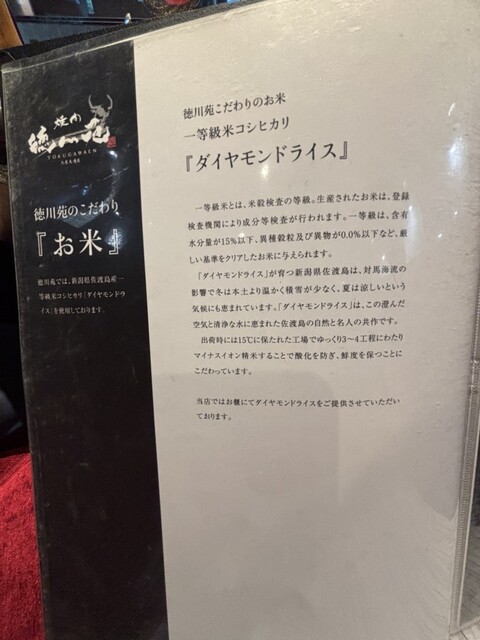 焼肉
徳川苑
TOKUGAWAEN
徳川苑のこだわり
『お米』
徳川苑では、新潟県佐渡島産一
等級米コシヒカリ『ダイヤモンドラ
イス』を使用しております。
徳川苑こだわりのお米
一等級米コシヒカリ
『ダイヤモンドライス』
一等級米とは、米穀検査の等級。生産されたお米は、登録
検査機関により成分等検査が行われます。一等級は、含有
水分量が15%以下、異種穀粒及び異物が0.0%以下など、厳
しい基準をクリアしたお米に与えられます。
「ダイヤモンドライス」が育つ新潟県佐渡島は、対馬海流の
影響で冬は本土より温かく積雪が少なく、夏は涼しいという
気候にも恵まれています。「ダイヤモンドライス」は、この澄んだ
空気と清浄な水に恵まれた佐渡島の自然と名人の共作です。
出荷時には15℃に保たれた工場でゆっくり3〜4工程にわたり
マイナスイオン精米することで酸化を防ぎ、鮮度を保つことに
こだわっています。
当店ではお櫃にてダイヤモンドライスをご提供させていただい
ております。